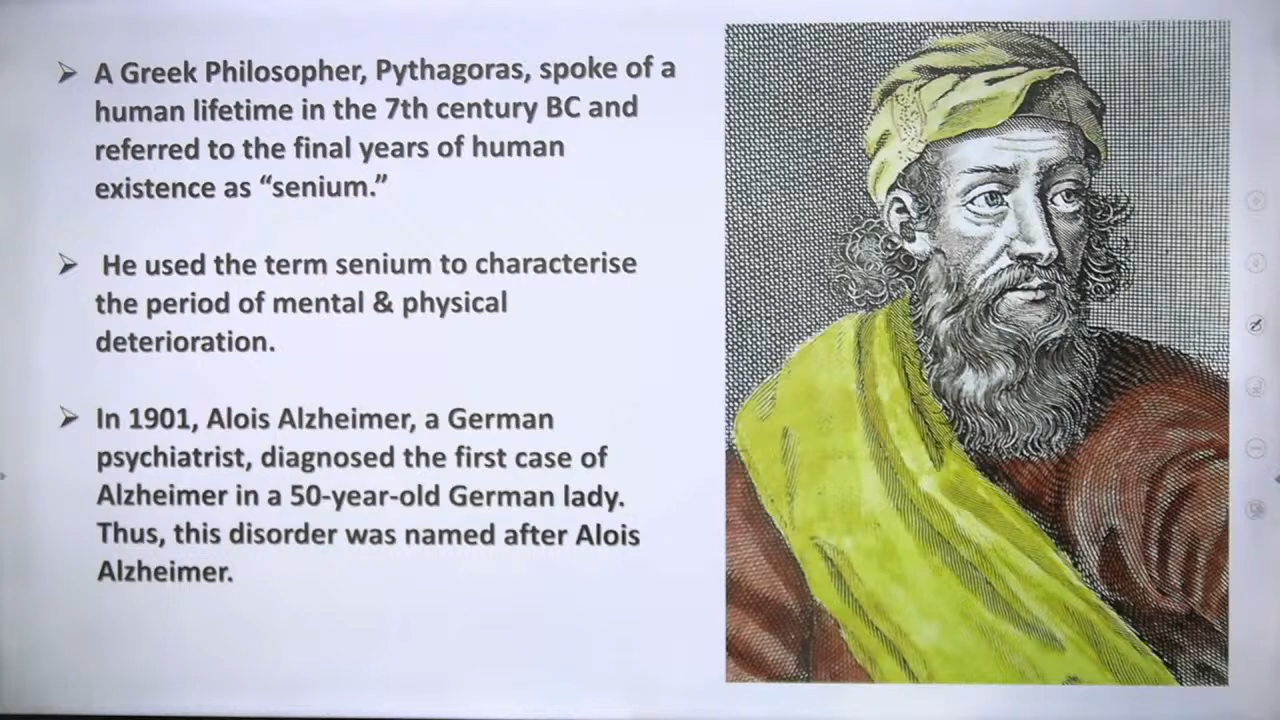 ➢ A Greek Philosopher, Pythagoras, spoke of a
human lifetime in the 7th century BC and
referred to the final years of human
existence as “senium.”
➢ He used the term senium to characterise
the period of mental & physical
deterioration.
➢ In 1901, Alois Alzheimer, a German
psychiatrist, diagnosed the first case of
Alzheimer in a 50-year-old German lady.
Thus, this disorder was named after Alois
Alzheimer.